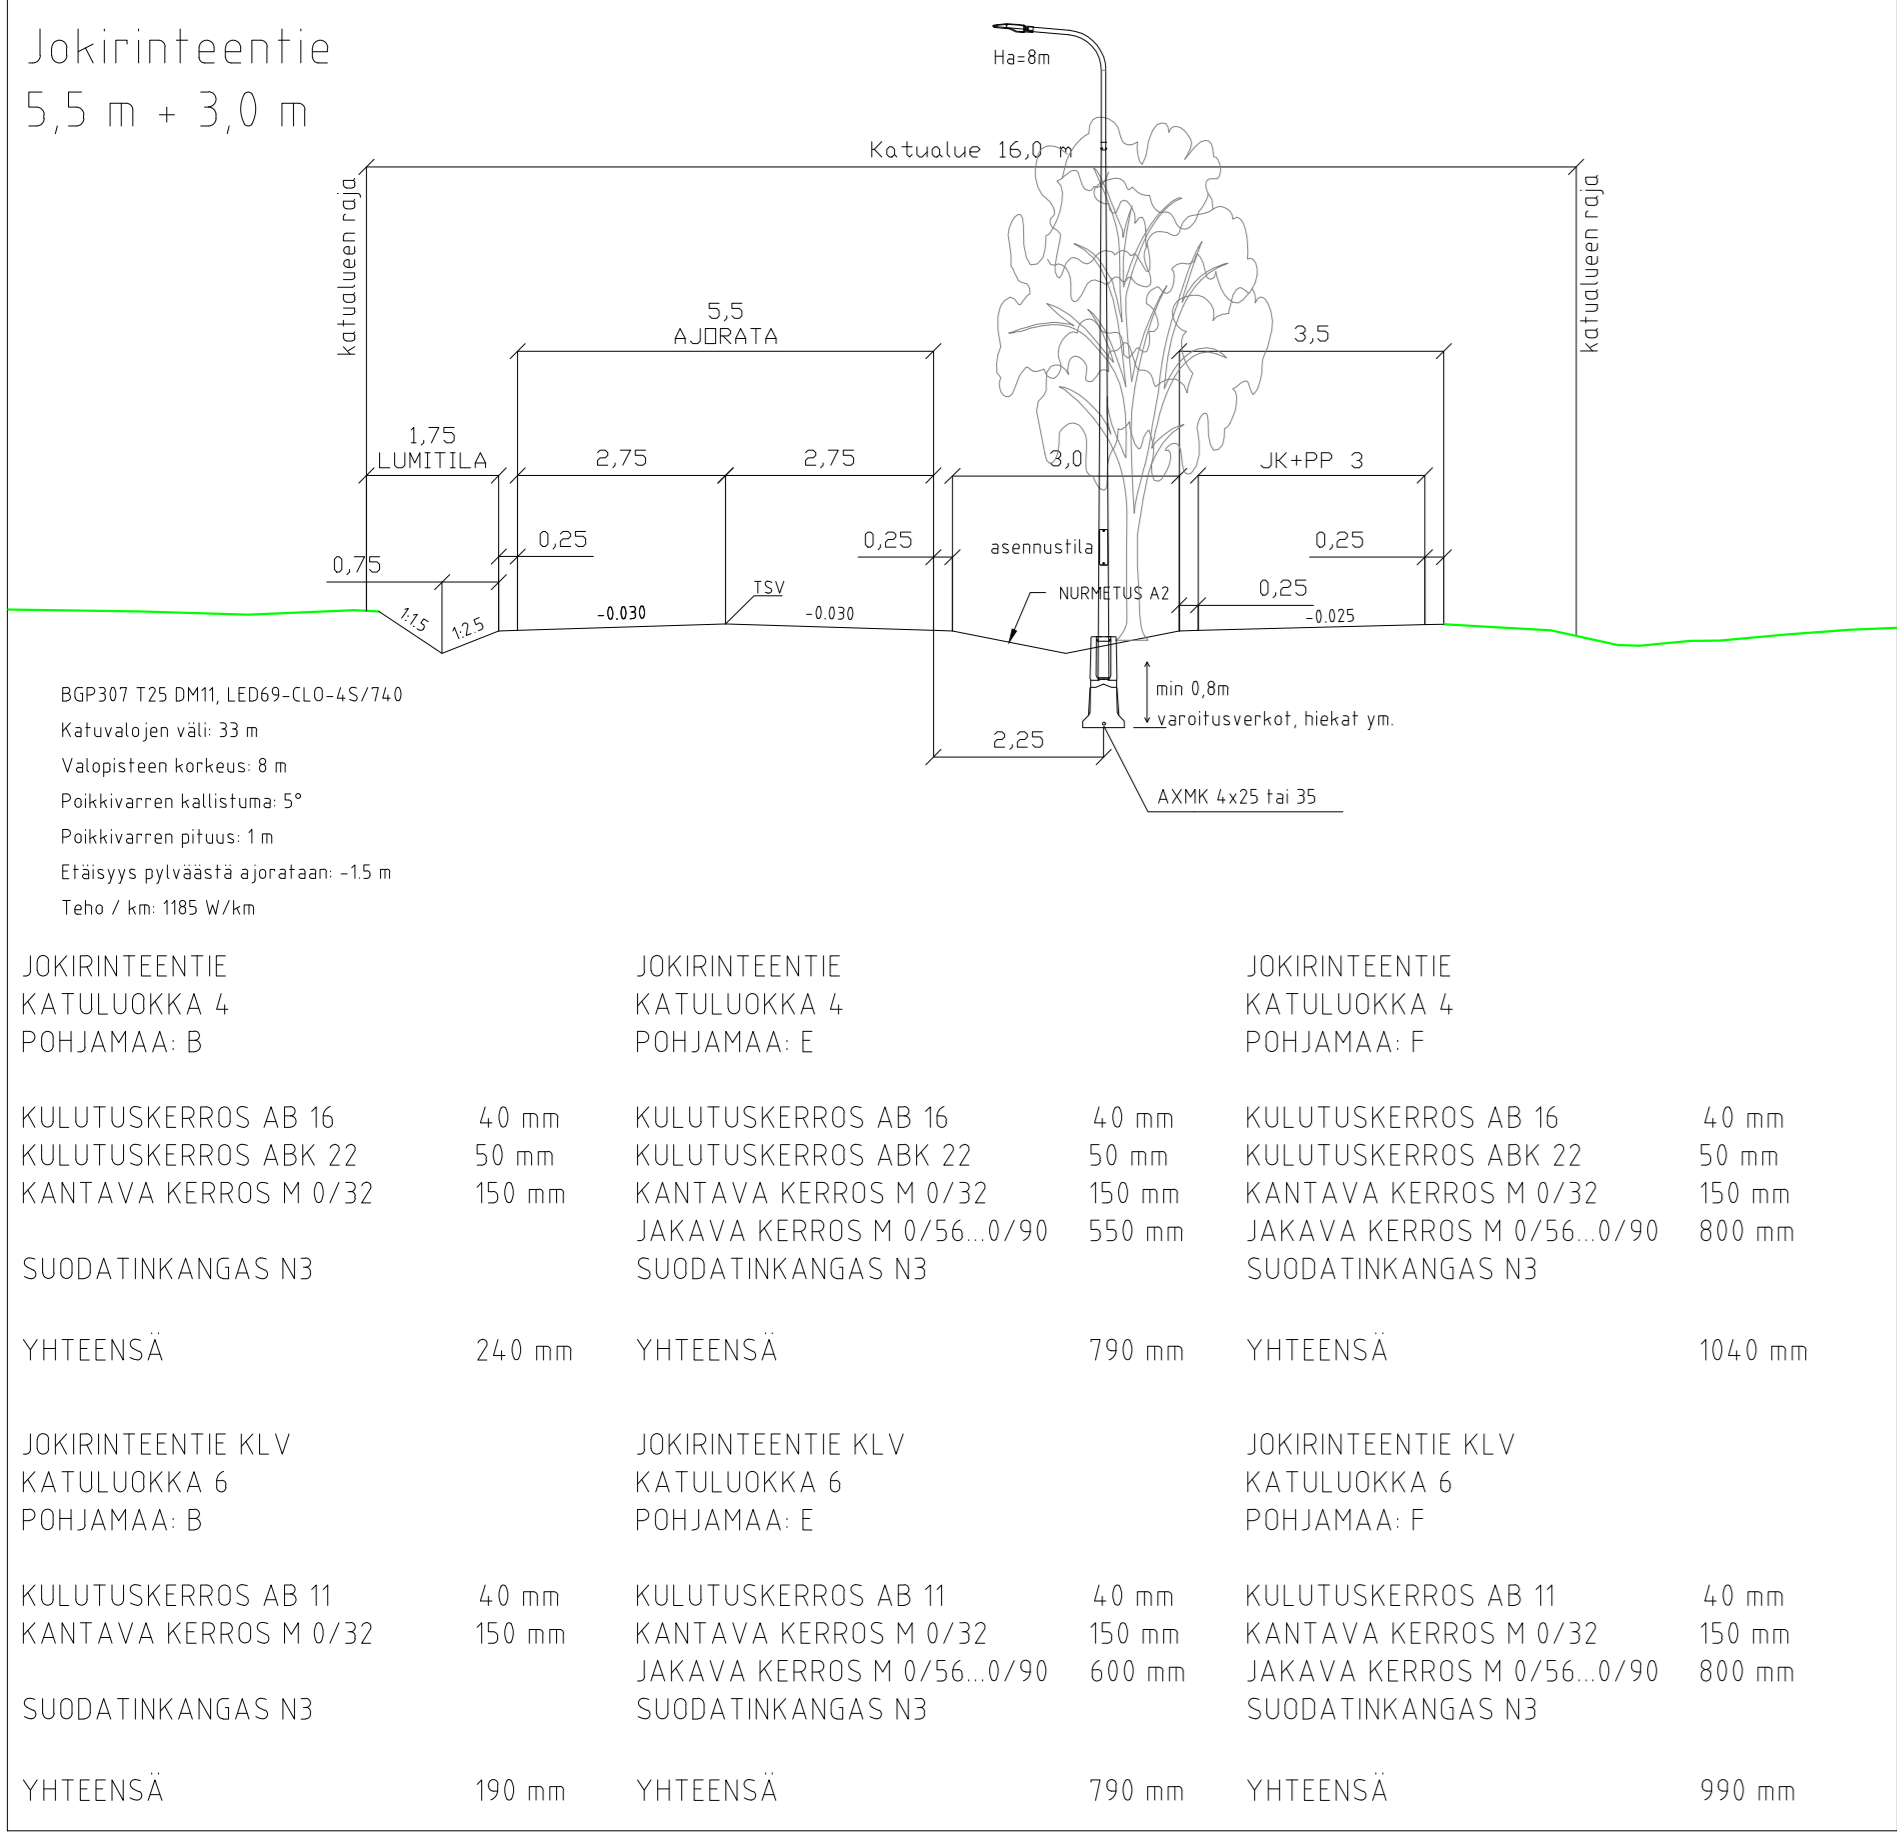 Jokirinteentie
5,5 m + 3,0 m
Ha=8m
Katualue 16,0 m
katualueen raja
katualueen raja
5,5
AJORATA
3,5
1,75
LUMITILA
2,75
2,75
3,0
JK+PP 3
0,25
0,25
asennustila
0,25
0,75
TSV
NURMETUS A2
0,25
1:1.5
1:2.5
-0.030
-0.030
-0.025
BGP307 T25 DM11, LED69-CLO-4S/740
Katuvalojen väli: 33 m
Valopisteen korkeus: 8 m
Poikkivarren kallistuma: 5°
Poikkivarren pituus: 1 m
Etäisyys pylväästä ajorataan: -1.5 m
Teho / km: 1185 W/km
min 0,8m
varoitusverkot, hiekat ym.
2,25
AXMK 4x25 tai 35
JOKIRINTEENTIE
KATULUOKKA 4
POHJAMAA: B
KULUTUSKERROS AB 16 40 mm
KULUTUSKERROS ABK 22 50 mm
KANTAVA KERROS M 0/32 150 mm
SUODATINKANGAS N3
YHTEENSÄ 240 mm
JOKIRINTEENTIE
KATULUOKKA 4
POHJAMAA: E
KULUTUSKERROS AB 16 40 mm
KULUTUSKERROS ABK 22 50 mm
KANTAVA KERROS M 0/32 150 mm
JAKAVA KERROS M 0/56...0/90 550 mm
SUODATINKANGAS N3
YHTEENSÄ 790 mm
JOKIRINTEENTIE
KATULUOKKA 4
POHJAMAA: F
KULUTUSKERROS AB 16 40 mm
KULUTUSKERROS ABK 22 50 mm
KANTAVA KERROS M 0/32 150 mm
JAKAVA KERROS M 0/56...0/90 800 mm
SUODATINKANGAS N3
YHTEENSÄ 1040 mm
JOKIRINTEENTIE KLV
KATULUOKKA 6
POHJAMAA: B
KULUTUSKERROS AB 11 40 mm
KANTAVA KERROS M 0/32 150 mm
SUODATINKANGAS N3
YHTEENSÄ 190 mm
JOKIRINTEENTIE KLV
KATULUOKKA 6
POHJAMAA: E
KULUTUSKERROS AB 11 40 mm
KANTAVA KERROS M 0/32 150 mm
JAKAVA KERROS M 0/56...0/90 600 mm
SUODATINKANGAS N3
YHTEENSÄ 790 mm
JOKIRINTEENTIE KLV
KATULUOKKA 6
POHJAMAA: F
KULUTUSKERROS AB 11 40 mm
KANTAVA KERROS M 0/32 150 mm
JAKAVA KERROS M 0/56...0/90 800 mm
SUODATINKANGAS N3
YHTEENSÄ 990 mm